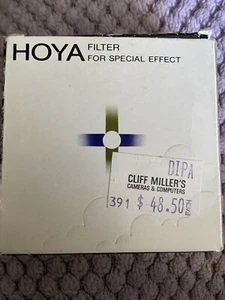 HOYA
FILTER
FOR SPECIAL EFFECT
DIPA
CLIFF MILLER'S
CAMERAS & COMPUTERS
391 $ 48.50